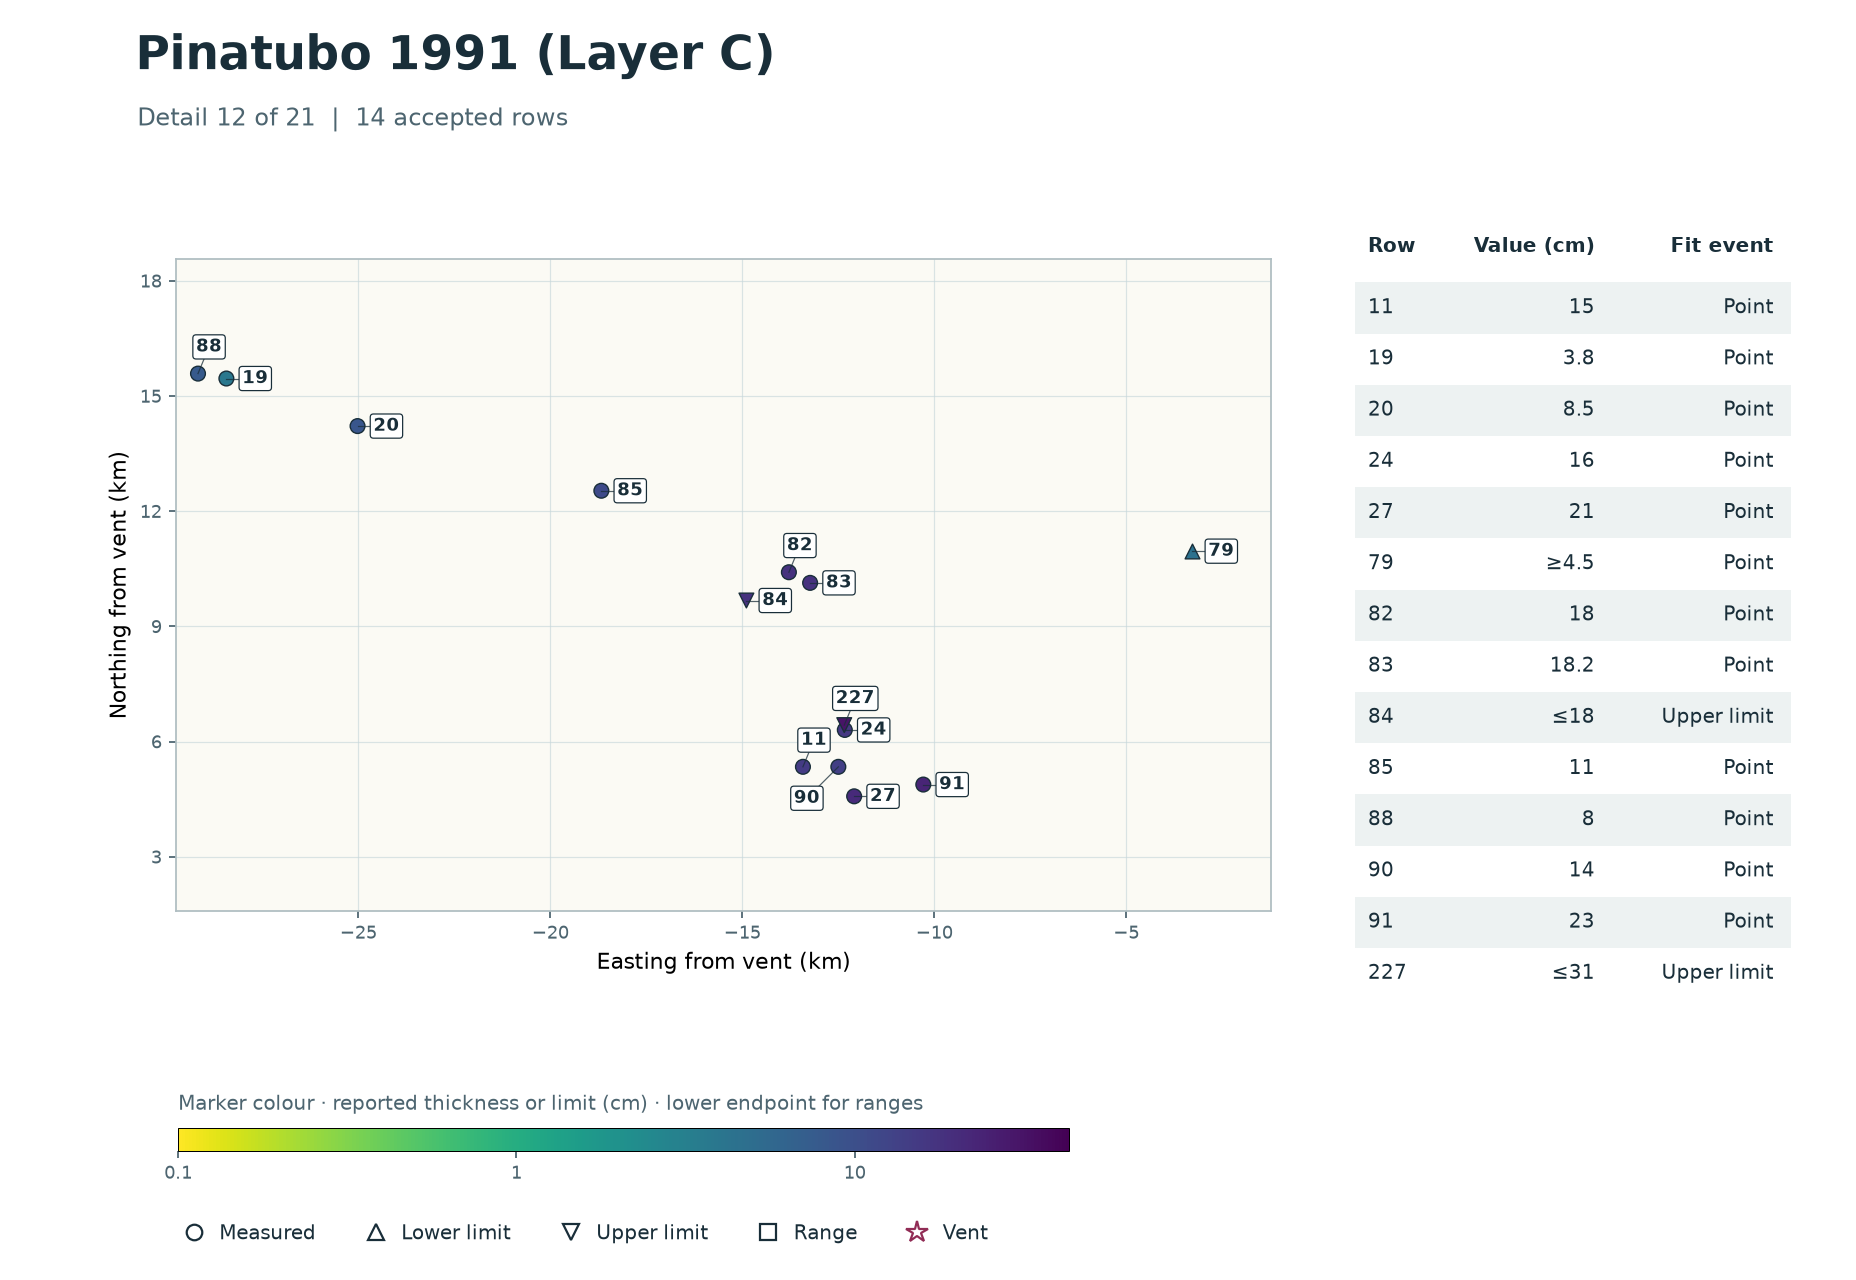 Pinatubo 1991 (Layer C)
Detail 12 of 21 | 14 accepted rows
Northing from vent (km)
18
15
12
9
6
3
88
19
20
85
82
83
84
79
227
24
11
90
27
91
−25
−20
−15
−10
−5
Easting from vent (km)
Row Value (cm) Fit event
11 15 Point
19 3.8 Point
20 8.5 Point
24 16 Point
27 21 Point
79 ≥4.5 Point
82 18 Point
83 18.2 Point
84 ≤18 Upper limit
85 11 Point
88 8 Point
90 14 Point
91 23 Point
227 ≤31 Upper limit
Marker colour · reported thickness or limit (cm) · lower endpoint for ranges
0.1 1 10
Measured Lower limit Upper limit Range Vent